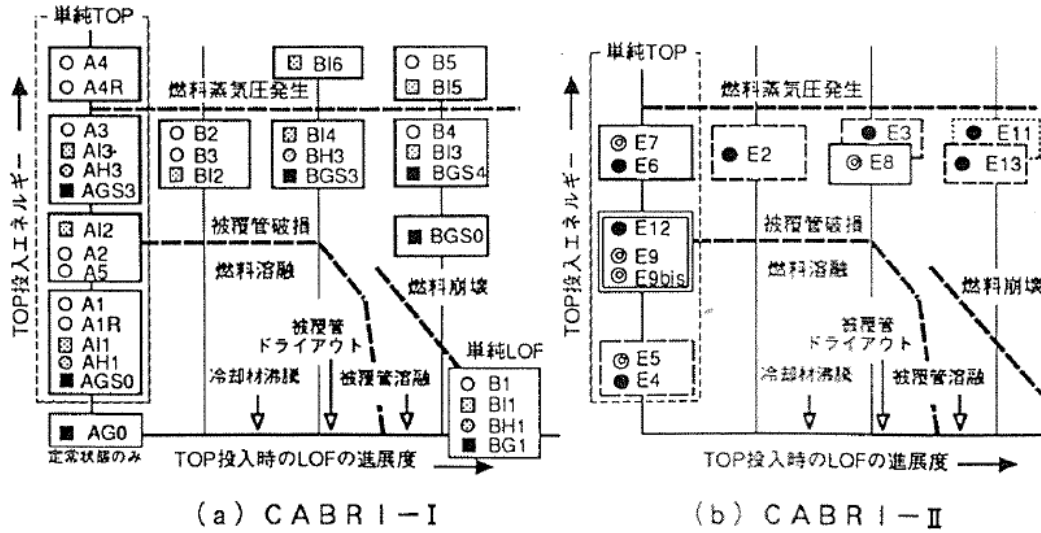 単純TOP
A4
A4R
BI6
B5
BI5
燃料蒸気圧発生
A3
AI3
AH3
AGS3
B2
B3
BI2
BI4
BH3
BGS3
B4
BI3
BGS4
TOP投入エネルギー
AI2
A2
A5
被覆管破損
燃料溶融
BGS0
燃料崩壊
A1
A1R
AI1
AH1
AGS0
被覆管
ドライアウト
冷却材沸騰
被覆管溶融
単純LOF
B1
BI1
BH1
BG1
AG0
定常状態のみ
TOP投入時のLOFの進展度
(a) CABRI-I
単純TOP
燃料蒸気圧発生
E7
E6
E2
E3
E8
E11
E13
TOP投入エネルギー
E12
E9
E9bis
被覆管破損
燃料溶融
燃料崩壊
E5
E4
被覆管
ドライアウト
冷却材沸騰
被覆管溶融
TOP投入時のLOFの進展度
(b) CABRI-II